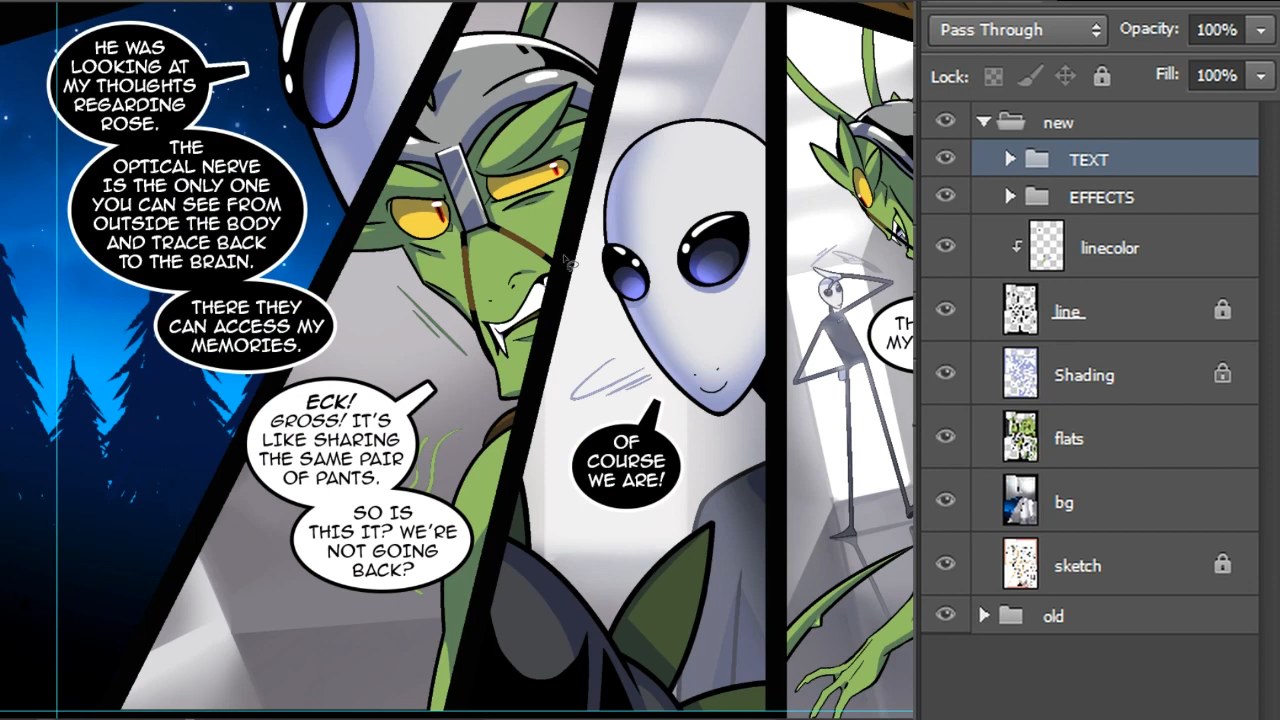 HE WAS
LOOKING AT
MY THOUGHTS
REGARDING
ROSE.
THE
OPTICAL NERVE
IS THE ONLY ONE
YOU CAN SEE FROM
OUTSIDE THE BODY
AND TRACE BACK
TO THE BRAIN.
THERE THEY
CAN ACCESS MY
MEMORIES.
ECK!
GROSS! IT'S
LIKE SHARING
THE SAME PAIR
OF PANTS.
SO IS
THIS IT? WE'RE
NOT GOING
BACK?
OF
COURSE
WE ARE!
MY
Pass Through
Opacity: 100%
Lock:
Fill: 100%
new
TEXT
EFFECTS
linecolor
line
Shading
flats
bg
sketch
old